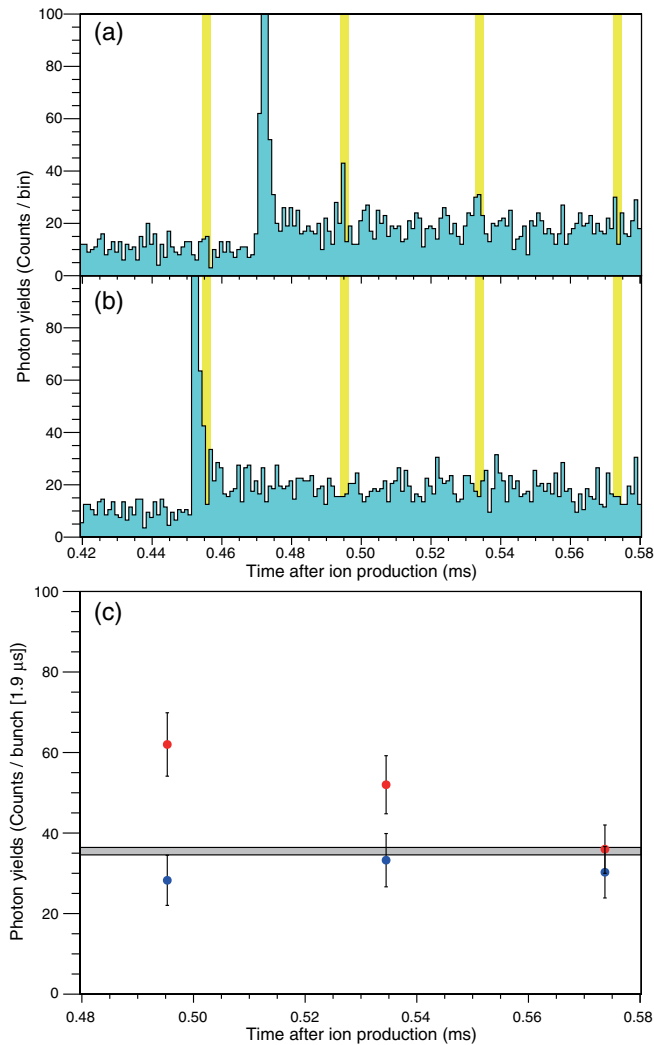 (a)
100
80
60
40
20
0
Photon yields (Counts / bin)
(b)
80
60
40
20
0
0.42 0.44 0.46 0.48 0.50 0.52 0.54 0.56 0.58
Time after ion production (ms)
(c)
100
80
60
40
20
0
Photon yields (Counts / bunch [1.9 μs])
0.48 0.50 0.52 0.54 0.56 0.58
Time after ion production (ms)